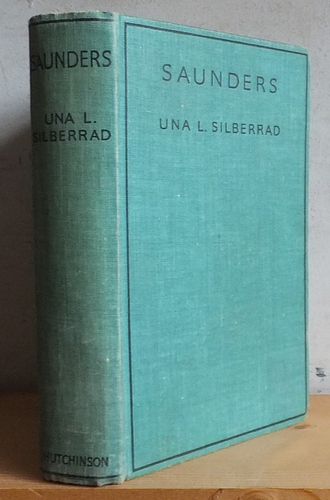 SAUNDERS
UNA L.
SILBERRAD
HUTCHINSON
SAUNDERS
UNA L. SILBERRAD